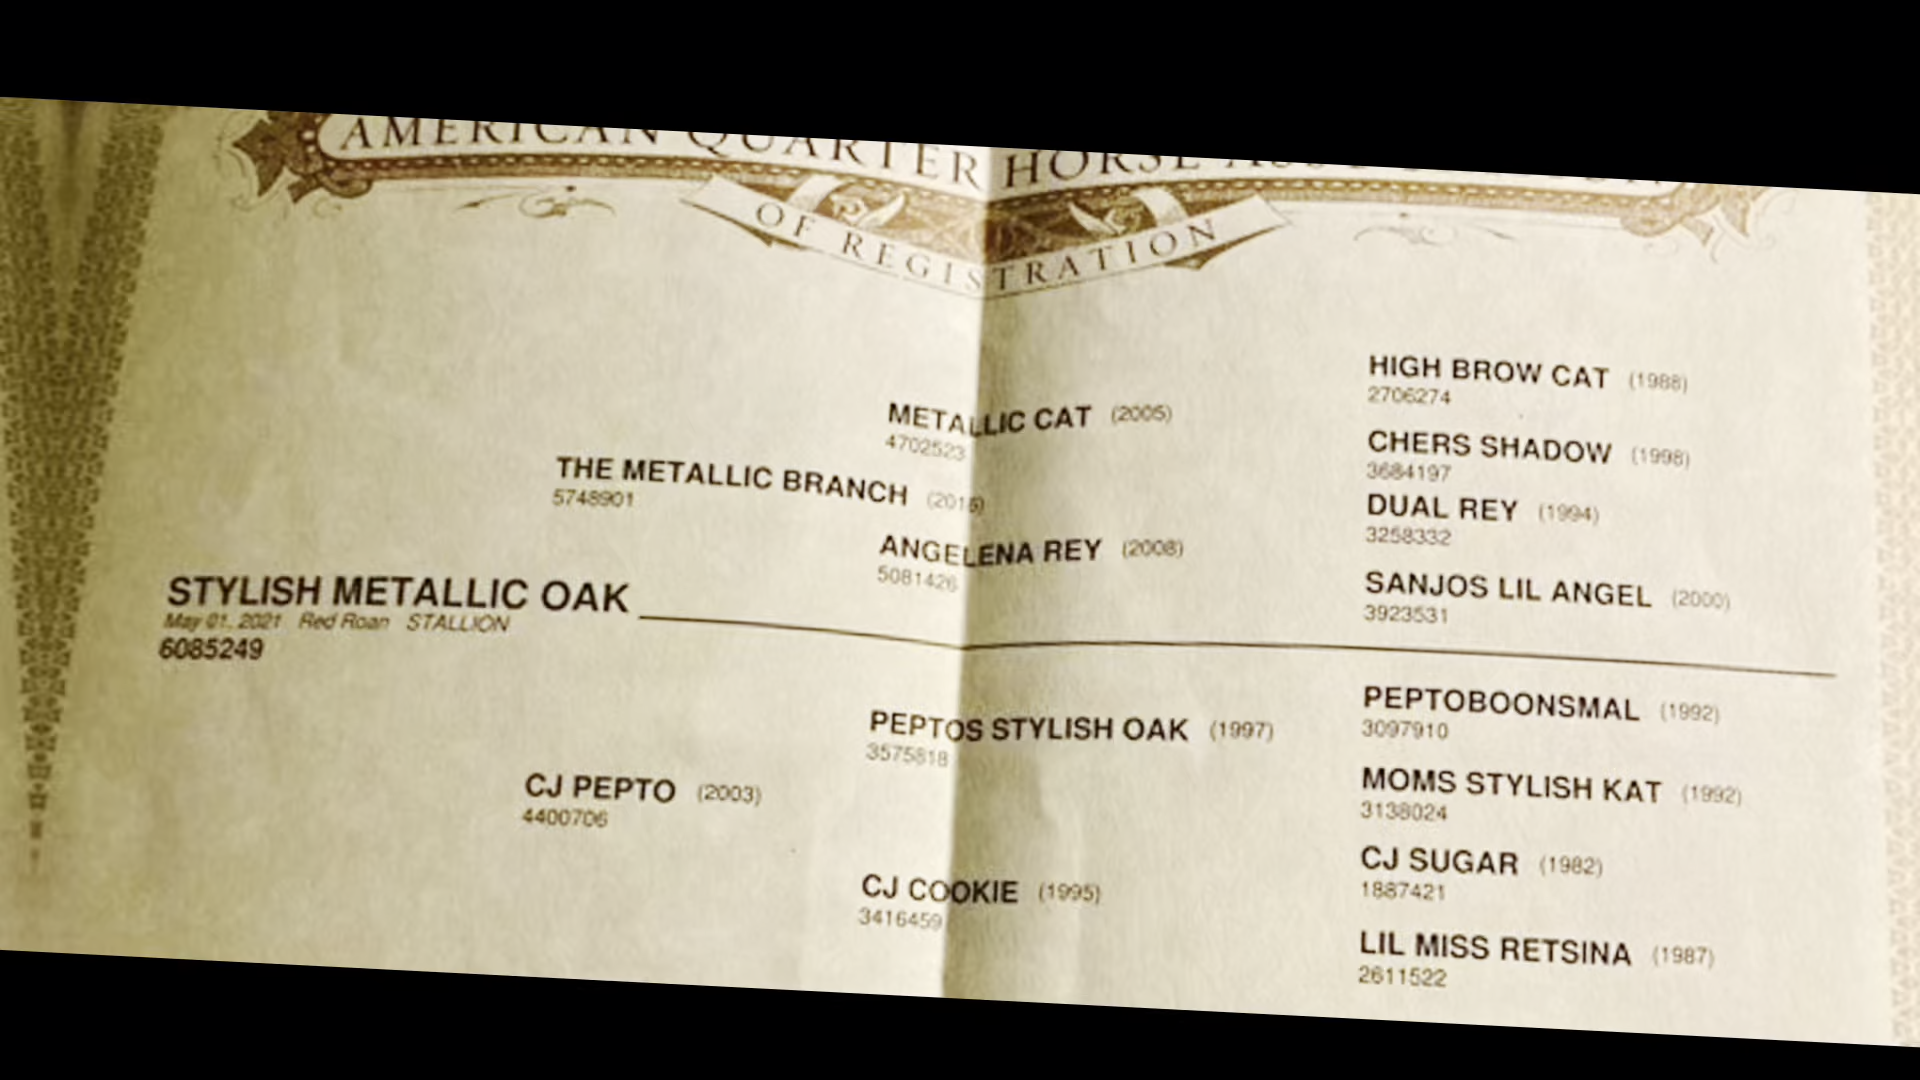 AMERICAN QUARTER HORSE
OF REGISTRATION
HIGH BROW CAT (1988)
2706274
METALLIC CAT (2005)
4702523
CHERS SHADOW (1998)
3684197
THE METALLIC BRANCH
5748901
DUAL REY (1994)
3258332
ANGELENA REY (2008)
5081426
SANJOS LIL ANGEL (2000)
3923531
STYLISH METALLIC OAK
May 01, 2021 Red Roan STALLION
6085249
PEPTOBOONSMAL (1992)
3097910
PEPTOS STYLISH OAK (1997)
3575818
MOMS STYLISH KAT (1992)
3138024
CJ PEPTO (2003)
4400706
CJ SUGAR (1982)
1887421
CJ COOKIE (1995)
3416459
LIL MISS RETSINA (1987)
2611522